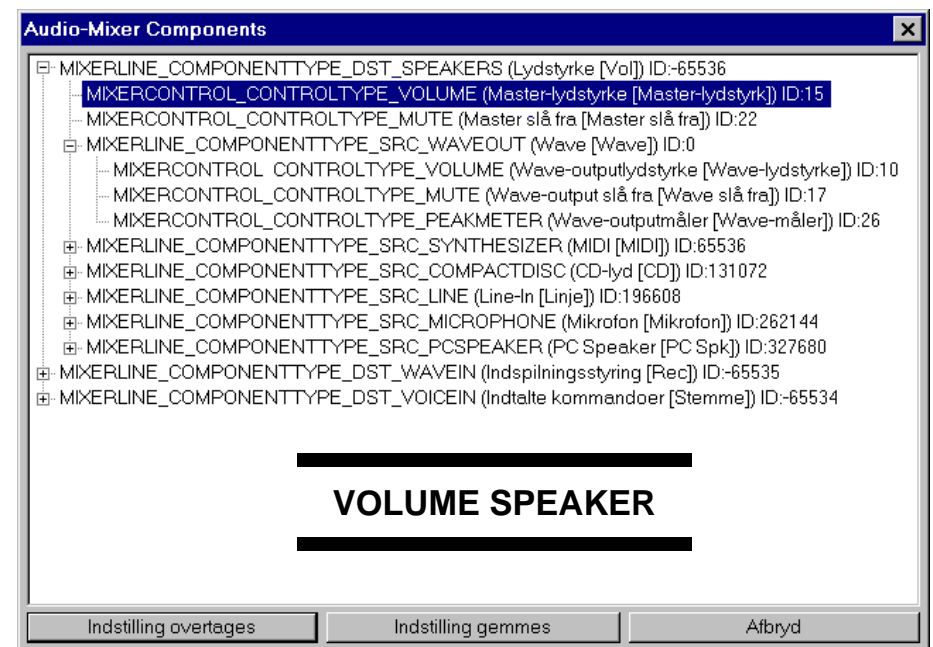 Audio-Mixer Components
MIXERLINE_COMPONENTTYPE_DST_SPEAKERS (Lydstyrke [Vol]) ID:-65536
MIXERCONTROL_CONTROLTYPE_VOLUME (Master-lydstyrke [Master-lydstyrk]) ID:15
MIXERCONTROL_CONTROLTYPE_MUTE (Master slå fra [Master slå fra]) ID:22
MIXERLINE_COMPONENTTYPE_SRC_WAVEOUT (Wave [Wave]) ID:0
MIXERCONTROL CONTROLTYPE_VOLUME (Wave-outputlydstyrke [Wave-lydstyrke]) ID:10
MIXERCONTROL_CONTROLTYPE_MUTE (Wave-output slå fra [Wave slå fra]) ID:17
MIXERCONTROL_CONTROLTYPE_PEAKMETER (Wave-outputmåler [Wave-måler]) ID:26
MIXERLINE_COMPONENTTYPE_SRC_SYNTHESIZER (MIDI [MIDI]) ID:65536
MIXERLINE_COMPONENTTYPE_SRC_COMPACTDISC (CD-lyd [CD]) ID:131072
MIXERLINE_COMPONENTTYPE_SRC_LINE (Line-In [Linje]) ID:196608
MIXERLINE_COMPONENTTYPE_SRC_MICROPHONE (Mikrofon [Mikrofon]) ID:262144
MIXERLINE_COMPONENTTYPE_SRC_PCSPEAKER (PC Speaker [PC Spk]) ID:327680
MIXERLINE_COMPONENTTYPE_DST_WAVEIN (Indspilningsstyring [Rec]) ID:-65535
MIXERLINE_COMPONENTTYPE_DST_VOICEIN (Indtalte kommandoer [Stemme]) ID:-65534
VOLUME SPEAKER
Indstilling overtages Indstilling gemmes Afbryd